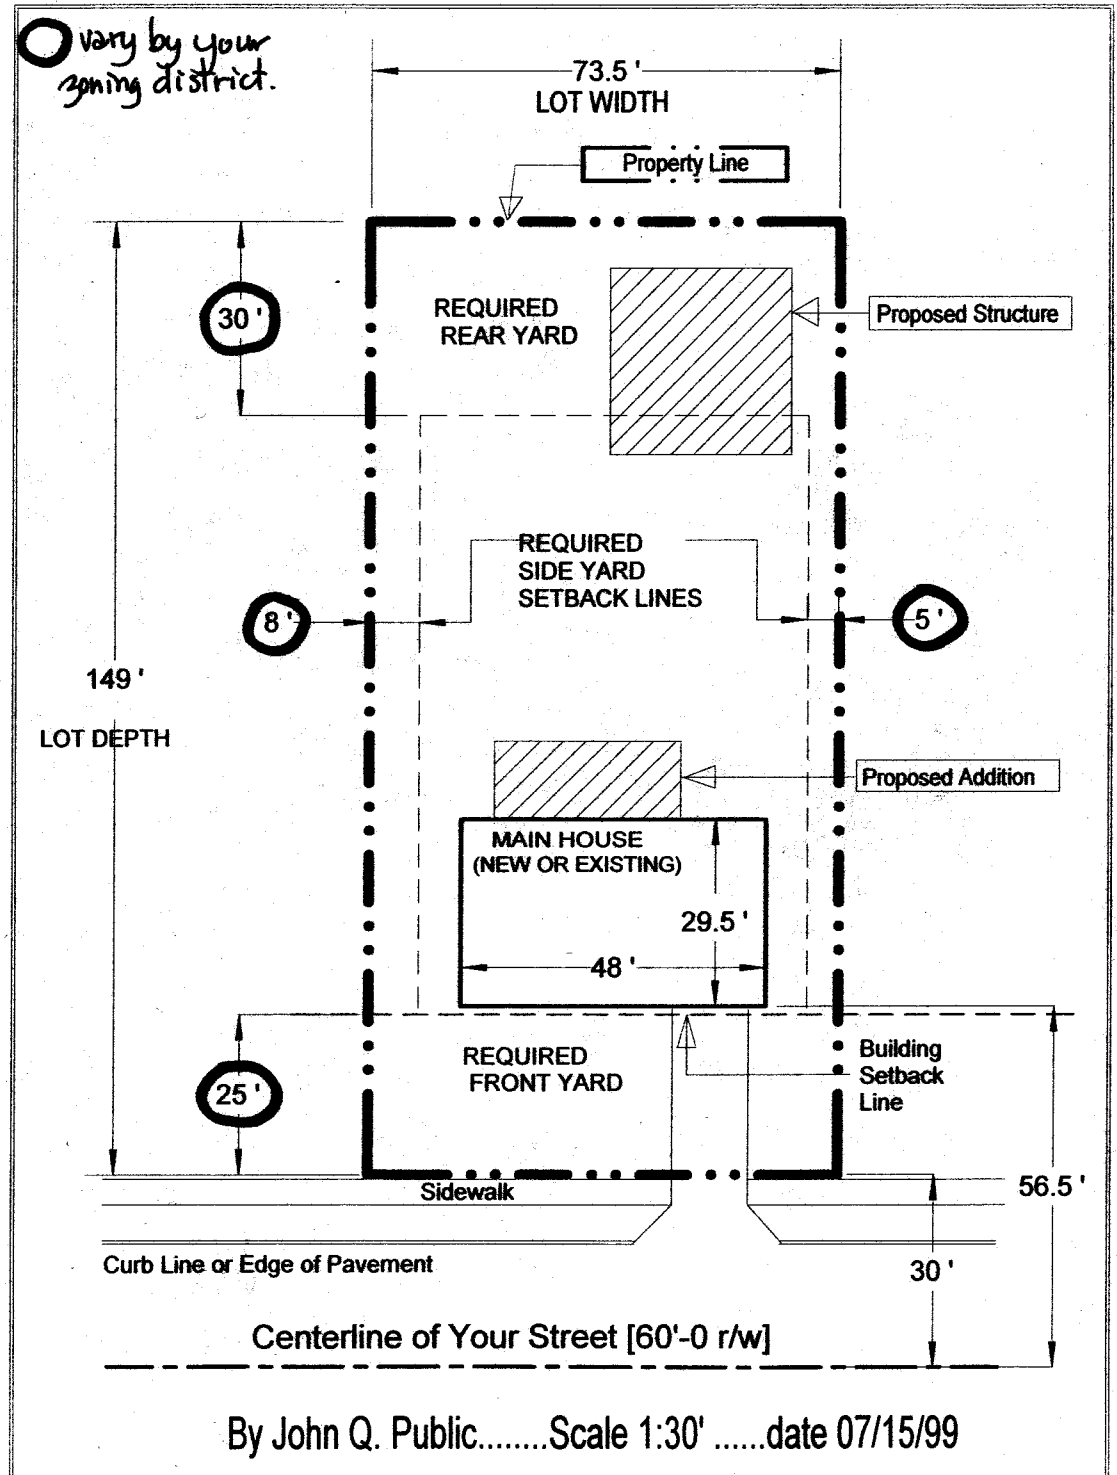 vary by your
zoning district.
73.5 '
LOT WIDTH
Property Line
30 '
REQUIRED
REAR YARD
Proposed Structure
REQUIRED
SIDE YARD
SETBACK LINES
8 '
5 '
149 '
LOT DEPTH
Proposed Addition
MAIN HOUSE
(NEW OR EXISTING)
29.5 '
48 '
25 '
REQUIRED
FRONT YARD
Building
Setback
Line
Sidewalk
56.5 '
Curb Line or Edge of Pavement
30 '
Centerline of Your Street [60'-0 r/w]
By John Q. Public........Scale 1:30' ......date 07/15/99